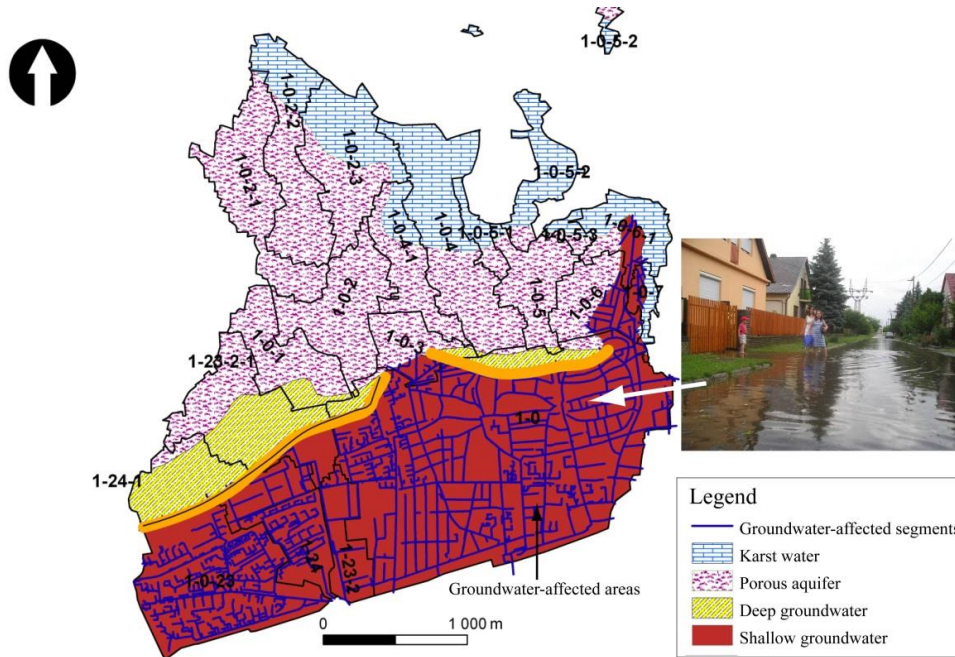 1-0-5-2
1-0-2-2
1-0-2-3
1-0-2-1
1-0-5-2
1-0-4-1
1-0-4
1-0-5-1
1-0-5-3
1-0-6-1
1-0-2
1-0-5
1-0-6
1-0-7
1-0-3
1-0-1
1-23-2-1
1-0
1-24-1
1-24
1-23-2
1-0-23
Groundwater-affected areas
0 1 000 m
Legend
Groundwater-affected segments
Karst water
Porous aquifer
Deep groundwater
Shallow groundwater